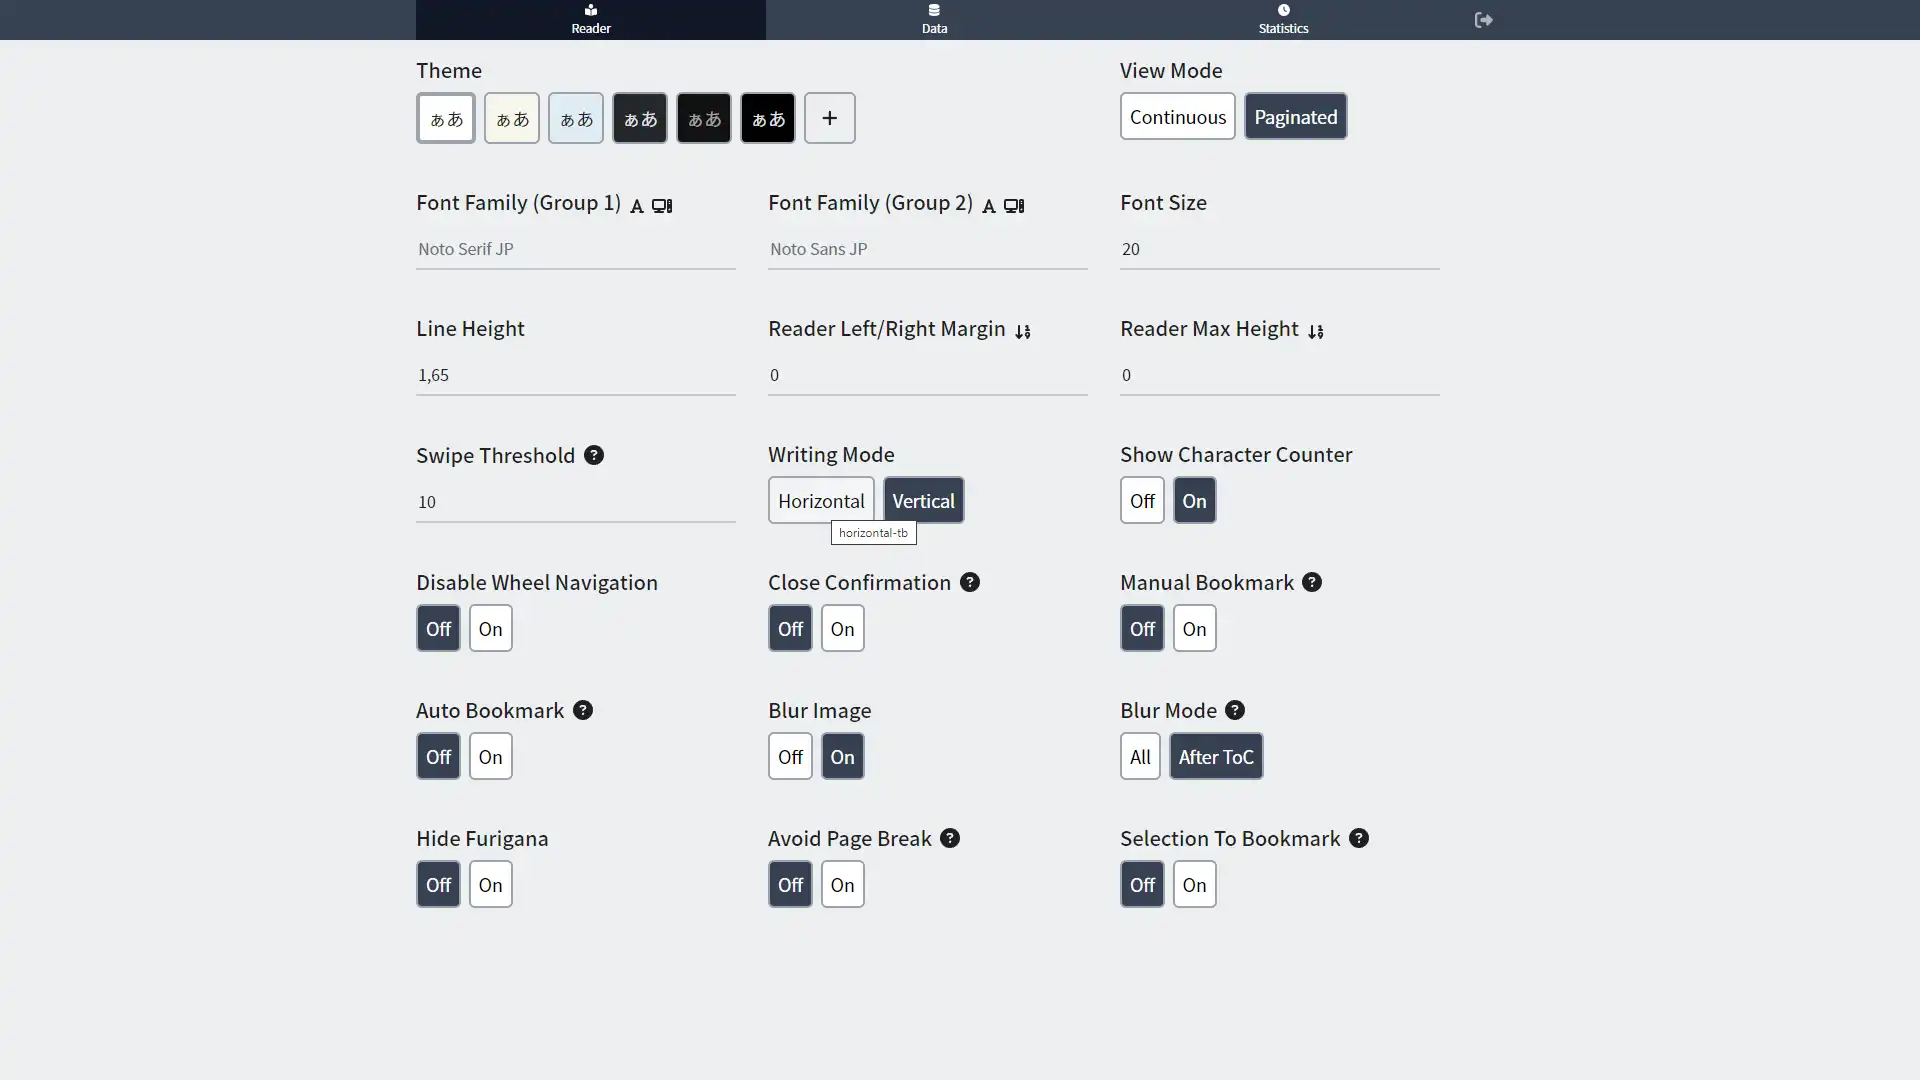 Reader
Data
Statistics
Theme
View Mode
ぁあ
ぁあ
ぁあ
ぁあ
ぁあ
ぁあ
+
Continuous
Paginated
Font Family (Group 1)
Font Family (Group 2)
Font Size
Noto Serif JP
Noto Sans JP
20
Line Height
Reader Left/Right Margin
Reader Max Height
1,65
0
0
Swipe Threshold ?
Writing Mode
Show Character Counter
10
Horizontal
Vertical
Off
On
horizontal-tb
Disable Wheel Navigation
Close Confirmation ?
Manual Bookmark ?
Off
On
Off
On
Off
On
Auto Bookmark ?
Blur Image
Blur Mode ?
Off
On
Off
On
All
After ToC
Hide Furigana
Avoid Page Break ?
Selection To Bookmark ?
Off
On
Off
On
Off
On